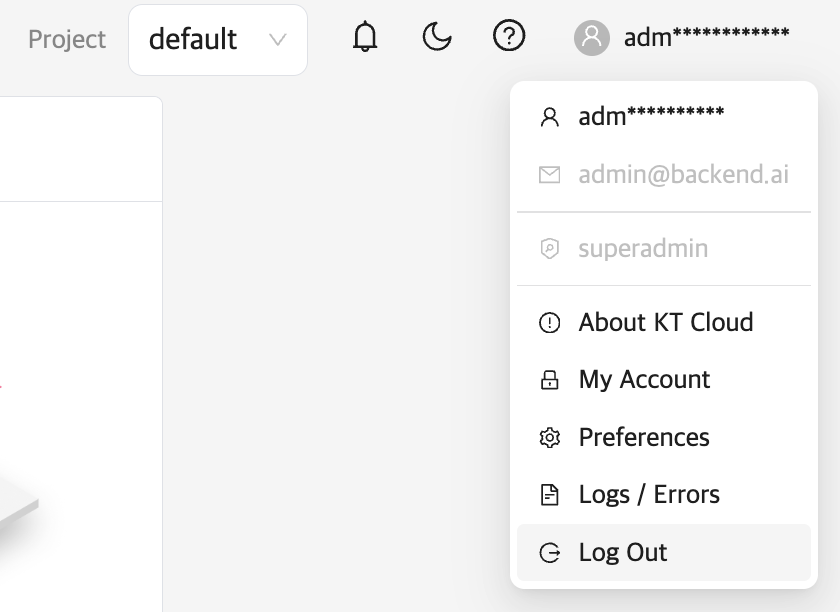 Project
default
adm************
adm**********
admin@backend.ai
superadmin
About KT Cloud
My Account
Preferences
Logs / Errors
Log Out